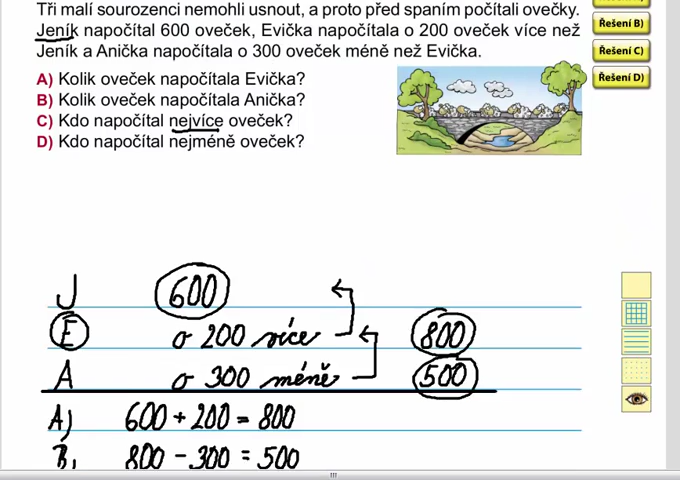 Tři malí sourozenci nemohli usnout, a proto před spaním počítali ovečky.
Jeník napočítal 600 oveček, Evička napočítala o 200 oveček více než
Jeník a Anička napočítala o 300 oveček méně než Evička.
A) Kolik oveček napočítala Evička?
B) Kolik oveček napočítala Anička?
C) Kdo napočítal nejvíce oveček?
D) Kdo napočítal nejméně oveček?
Řešení B)
Řešení C)
Řešení D)
J 600
E o 200 více 800
A o 300 méně 500
A) 600 + 200 = 800
B) 800 - 300 = 500